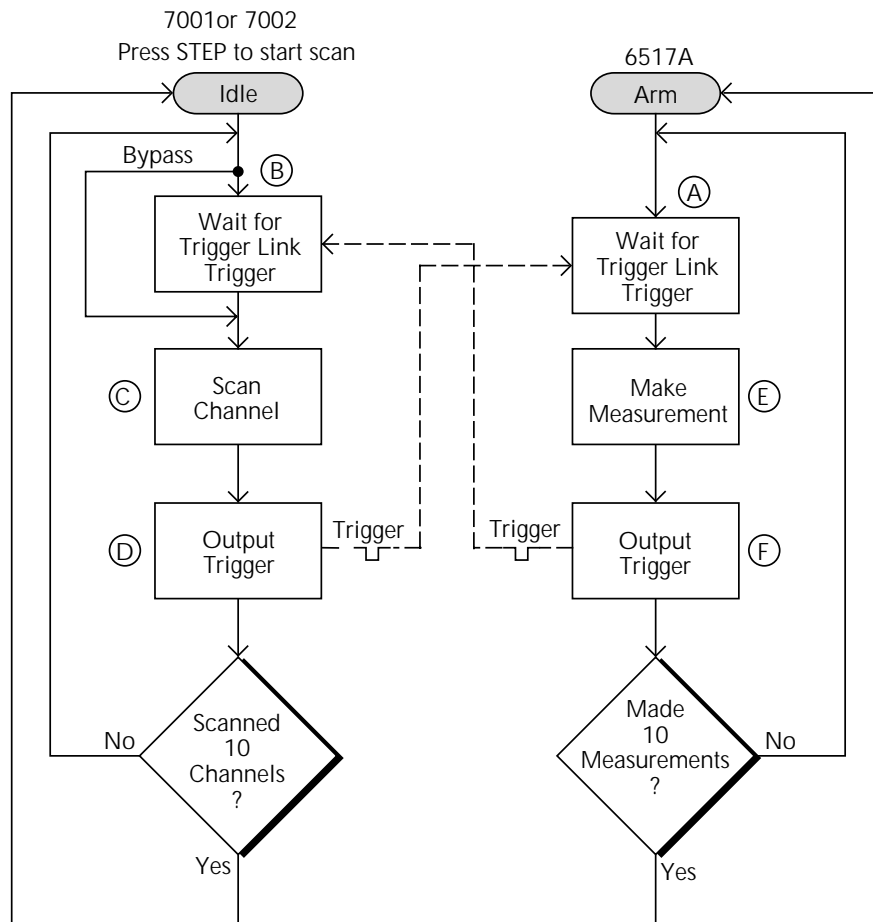 7001or 7002
Press STEP to start scan
Idle
Bypass
B
Wait for
Trigger Link
Trigger
C
Scan
Channel
D
Output
Trigger
Trigger
Scanned
10
Channels
?
No
Yes
6517A
Arm
A
Wait for
Trigger Link
Trigger
Make
Measurement
E
Trigger
Output
Trigger
F
Made
10
Measurements
?
No
Yes